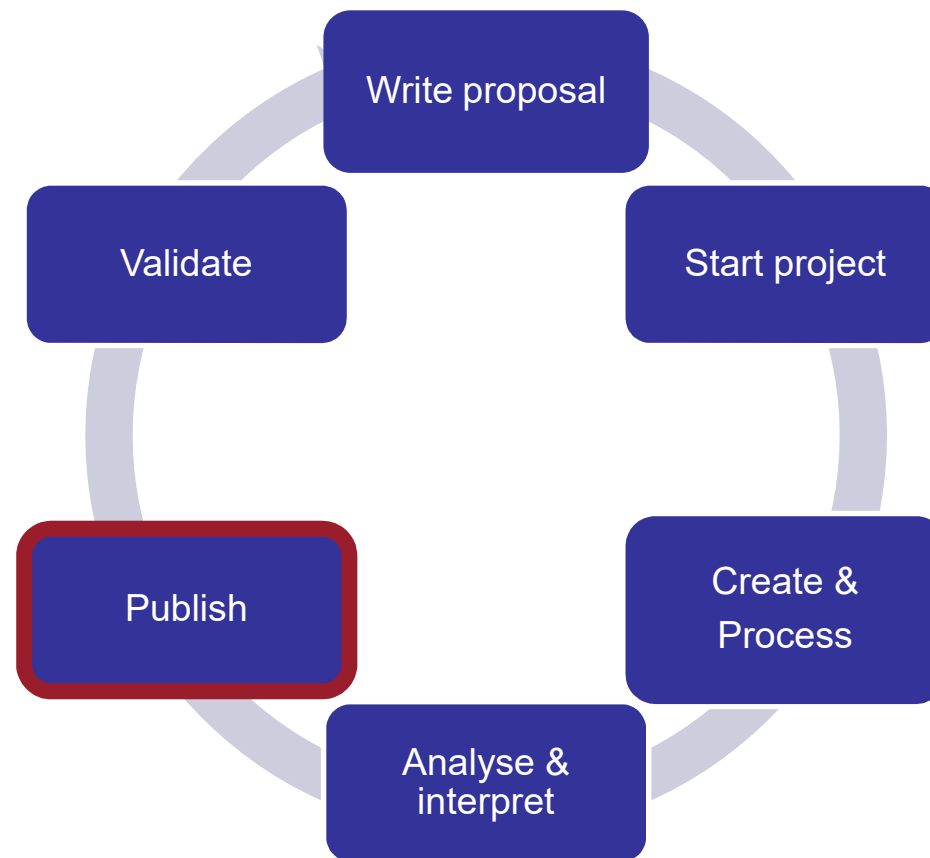 Write proposal
Start project
Create &
Process
Analyse &
interpret
Publish
Validate